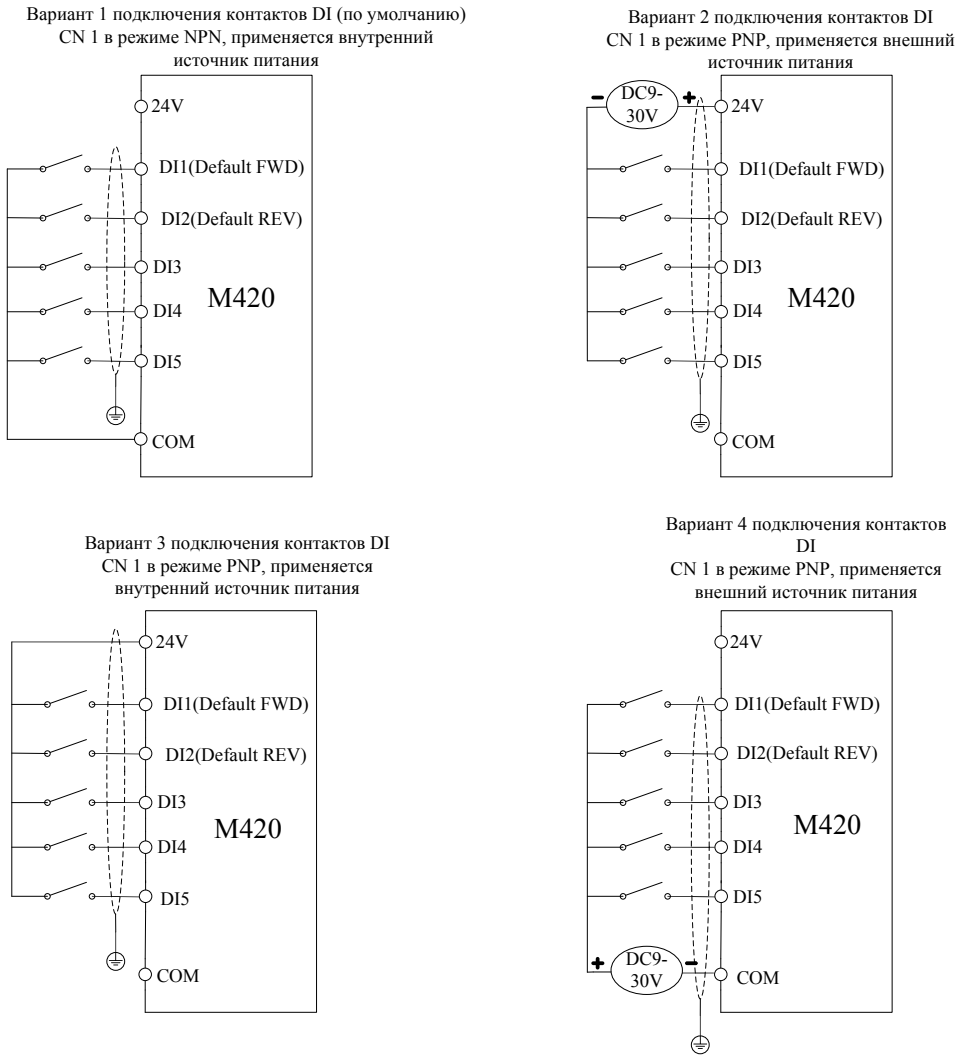 Вариант 1 подключения контактов DI (по умолчанию)
CN 1 в режиме NPN, применяется внутренний
источник питания
24V
DI1(Default FWD)
DI2(Default REV)
DI3
M420
DI4
DI5
COM
Вариант 2 подключения контактов DI
CN 1 в режиме PNP, применяется внешний
источник питания
DC9-
30V
24V
DI1(Default FWD)
DI2(Default REV)
DI3
M420
DI4
DI5
COM
Вариант 3 подключения контактов DI
CN 1 в режиме PNP, применяется
внутренний источник питания
24V
DI1(Default FWD)
DI2(Default REV)
DI3
M420
DI4
DI5
COM
Вариант 4 подключения контактов
DI
CN 1 в режиме PNP, применяется
внешний источник питания
24V
DI1(Default FWD)
DI2(Default REV)
DI3
M420
DI4
DI5
DC9-
30V
COM